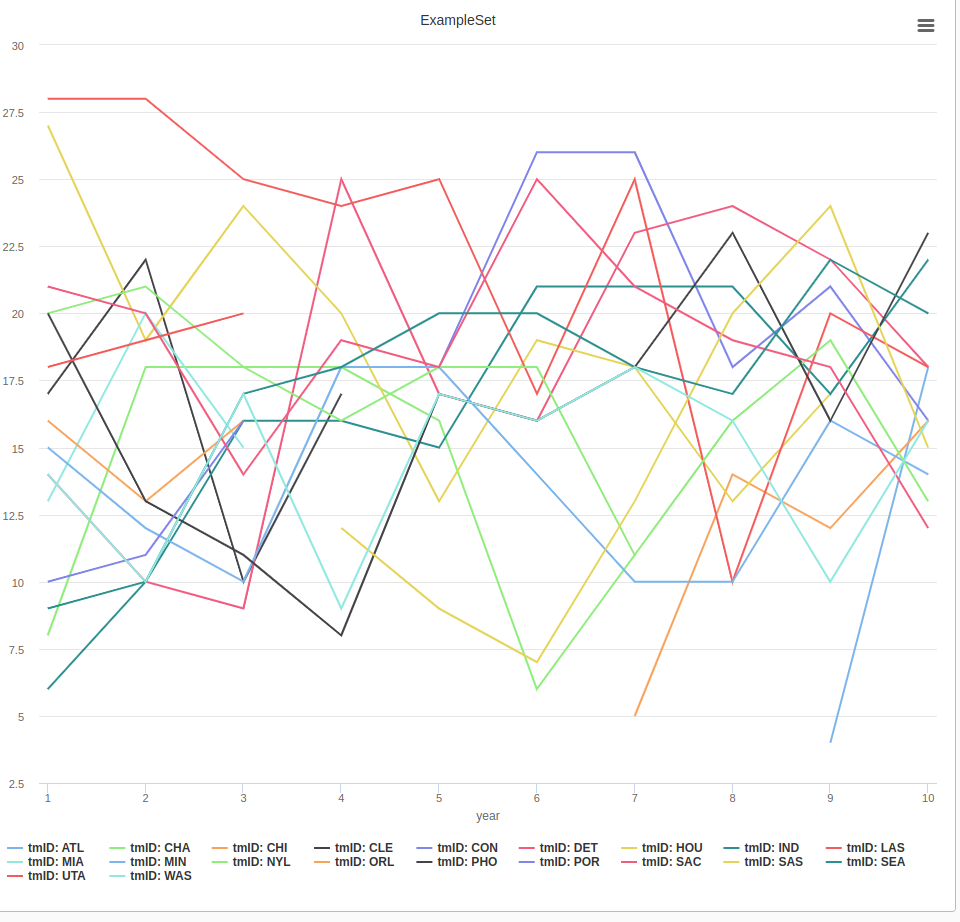 ExampleSet
30
27.5
25
22.5
20
17.5
15
12.5
10
7.5
5
2.5
1 2 3 4 5 6 7 8 9 10
year
tmID: ATL tmID: CHA tmID: CHI tmID: CLE tmID: CON tmID: DET tmID: HOU tmID: IND tmID: LAS
tmID: MIA tmID: MIN tmID: NYL tmID: ORL tmID: PHO tmID: POR tmID: SAC tmID: SAS tmID: SEA
tmID: UTA tmID: WAS